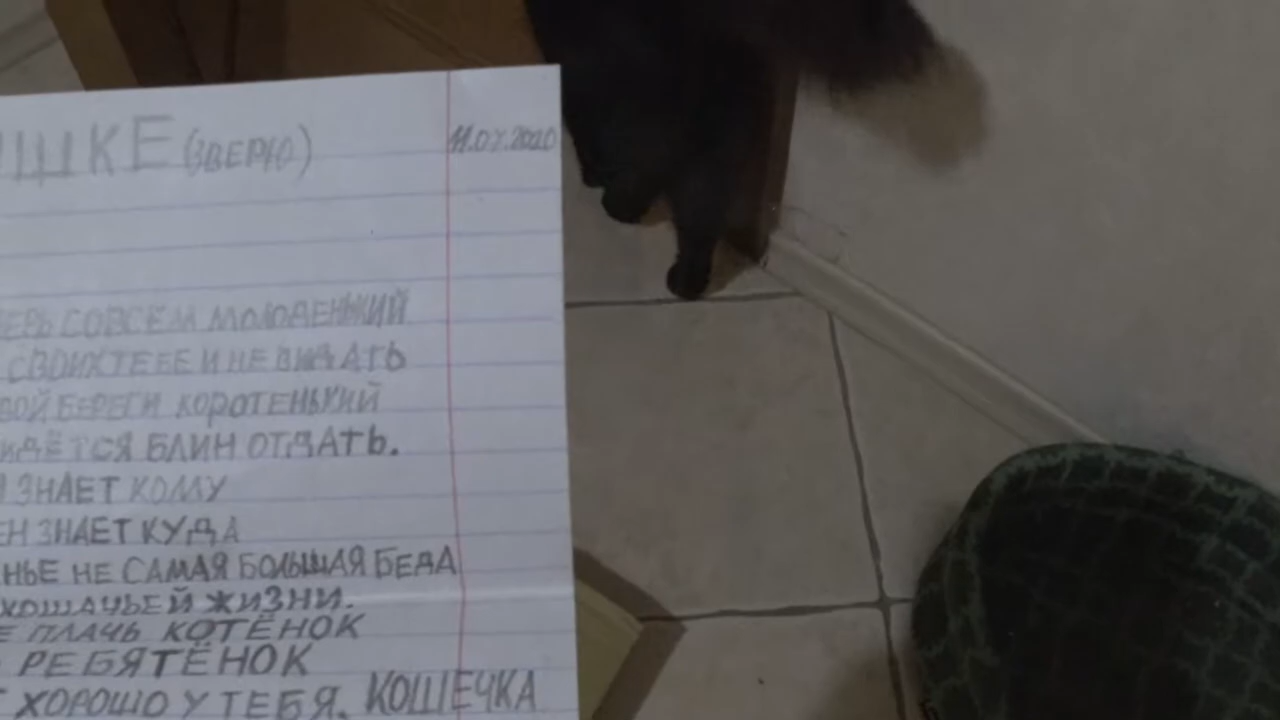 ШКЕ (ЗВЕРЮ) 11.07.2020
ЕРЬ СОВСЕМ МОЛОДЕНЬКИЙ
СВОИХ ТЕБЕ И НЕ ВИДАТЬ
ВОЙ БЕРЕГИ КОРОТЕНЬКИЙ
ИДЁТСЯ БЛИН ОТДАТЬ.
ЗНАЕТ КОМУ
ЕН ЗНАЕТ КУДА
НЬЕ НЕ САМАЯ БОЛЬШАЯ БЕДА
КОШАЧЬЕЙ ЖИЗНИ.
Е ПЛАЧЬ КОТЁНОК
РЕБЯТЁНОК
ХОРОШО У ТЕБЯ. КОШЕЧКА